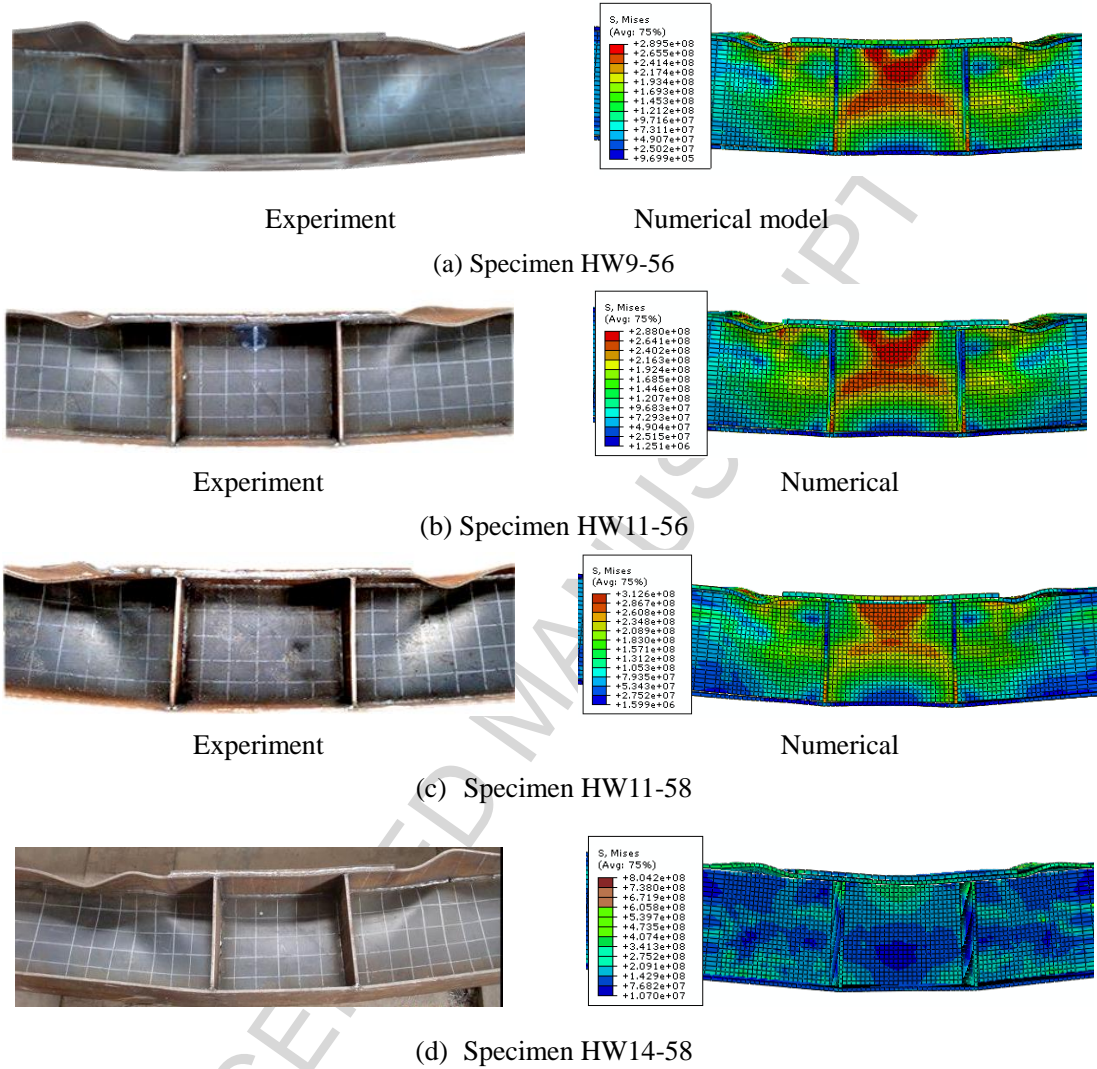 S, Mises
(Avg: 75%)
+2.895e+08
+2.655e+08
+2.414e+08
+2.174e+08
+1.934e+08
+1.693e+08
+1.453e+08
+1.212e+08
+9.716e+07
+7.311e+07
+4.907e+07
+2.502e+07
+9.699e+05
Experiment
Numerical model
(a) Specimen HW9-56
S, Mises
(Avg: 75%)
+2.880e+08
+2.641e+08
+2.402e+08
+2.163e+08
+1.924e+08
+1.685e+08
+1.446e+08
+1.207e+08
+9.683e+07
+7.293e+07
+4.904e+07
+2.515e+07
+1.251e+06
Experiment
Numerical
(b) Specimen HW11-56
S, Mises
(Avg: 75%)
+3.126e+08
+2.867e+08
+2.608e+08
+2.348e+08
+2.089e+08
+1.830e+08
+1.571e+08
+1.312e+08
+1.053e+08
+7.935e+07
+5.343e+07
+2.752e+07
+1.599e+06
Experiment
Numerical
(c) Specimen HW11-58
S, Mises
(Avg: 75%)
+8.042e+08
+7.380e+08
+6.719e+08
+6.058e+08
+5.397e+08
+4.735e+08
+4.074e+08
+3.413e+08
+2.752e+08
+2.091e+08
+1.429e+08
+7.682e+07
+1.070e+07
(d) Specimen HW14-58